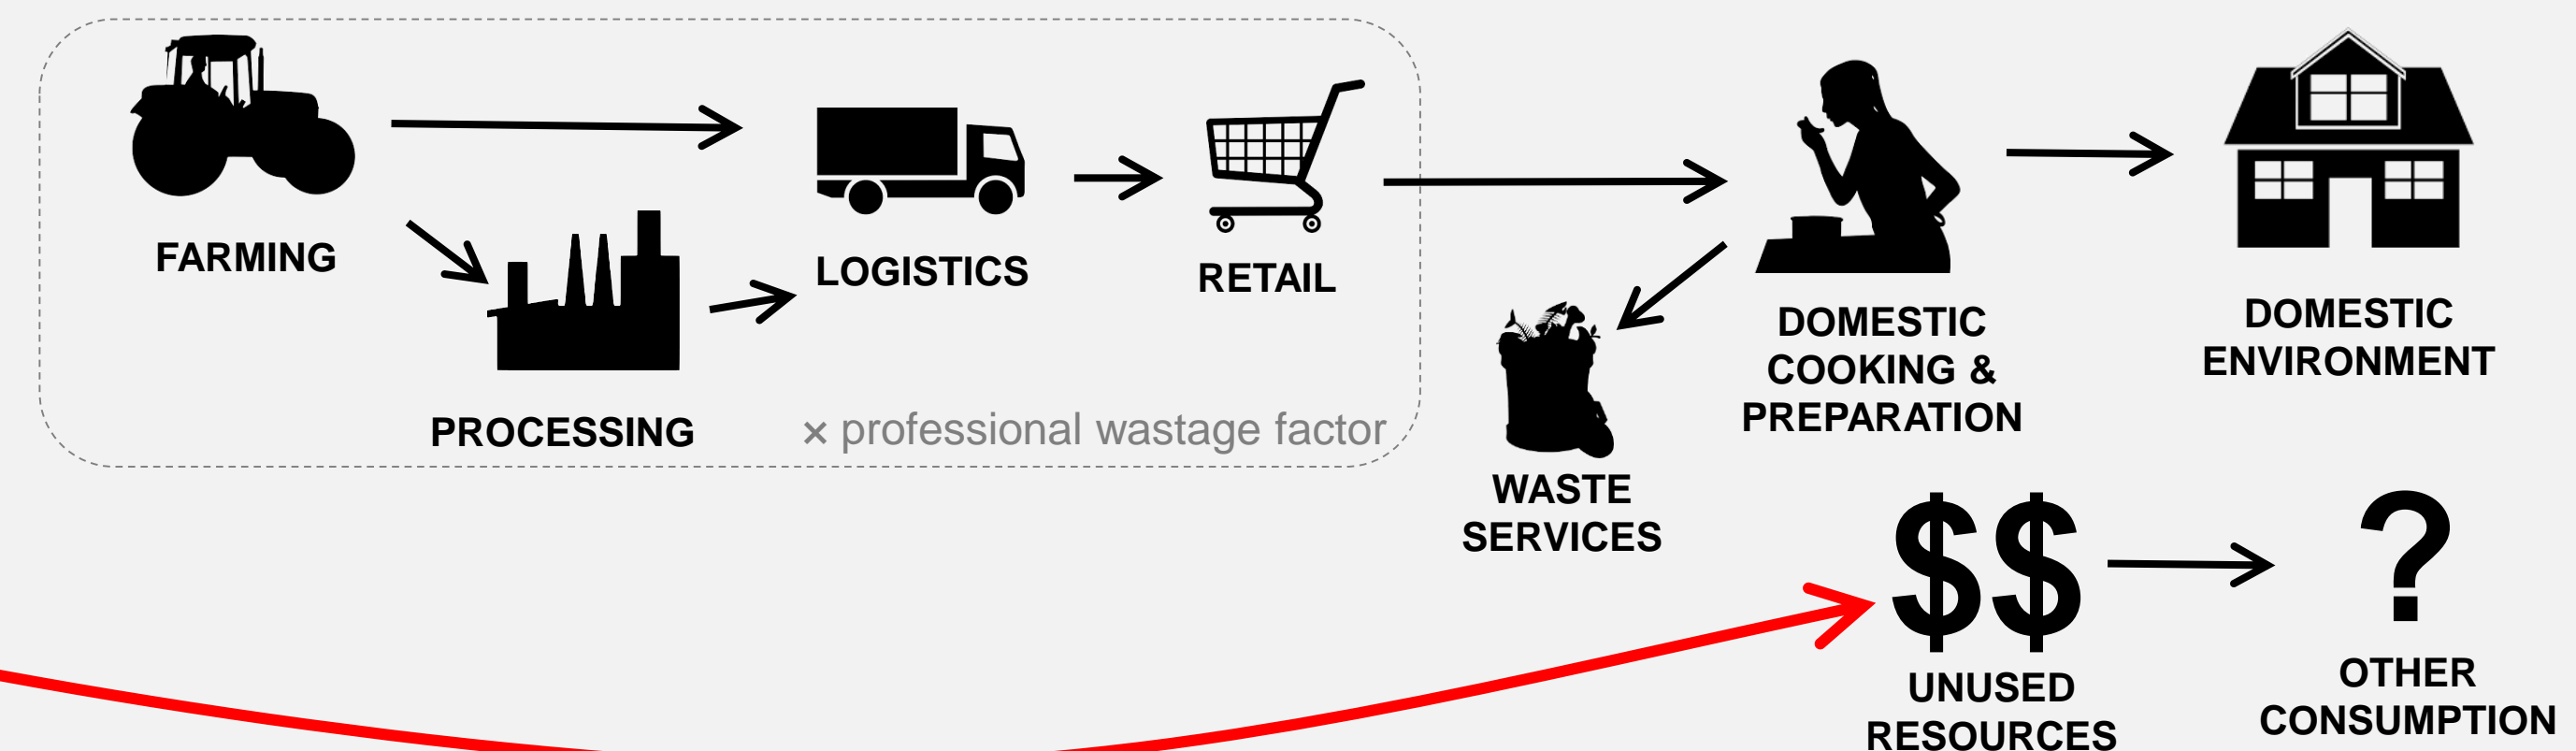 FARMING
PROCESSING
LOGISTICS
RETAIL
× professional wastage factor
WASTE
SERVICES
DOMESTIC
COOKING &
PREPARATION
DOMESTIC
ENVIRONMENT
$$
UNUSED
RESOURCES
?
OTHER
CONSUMPTION